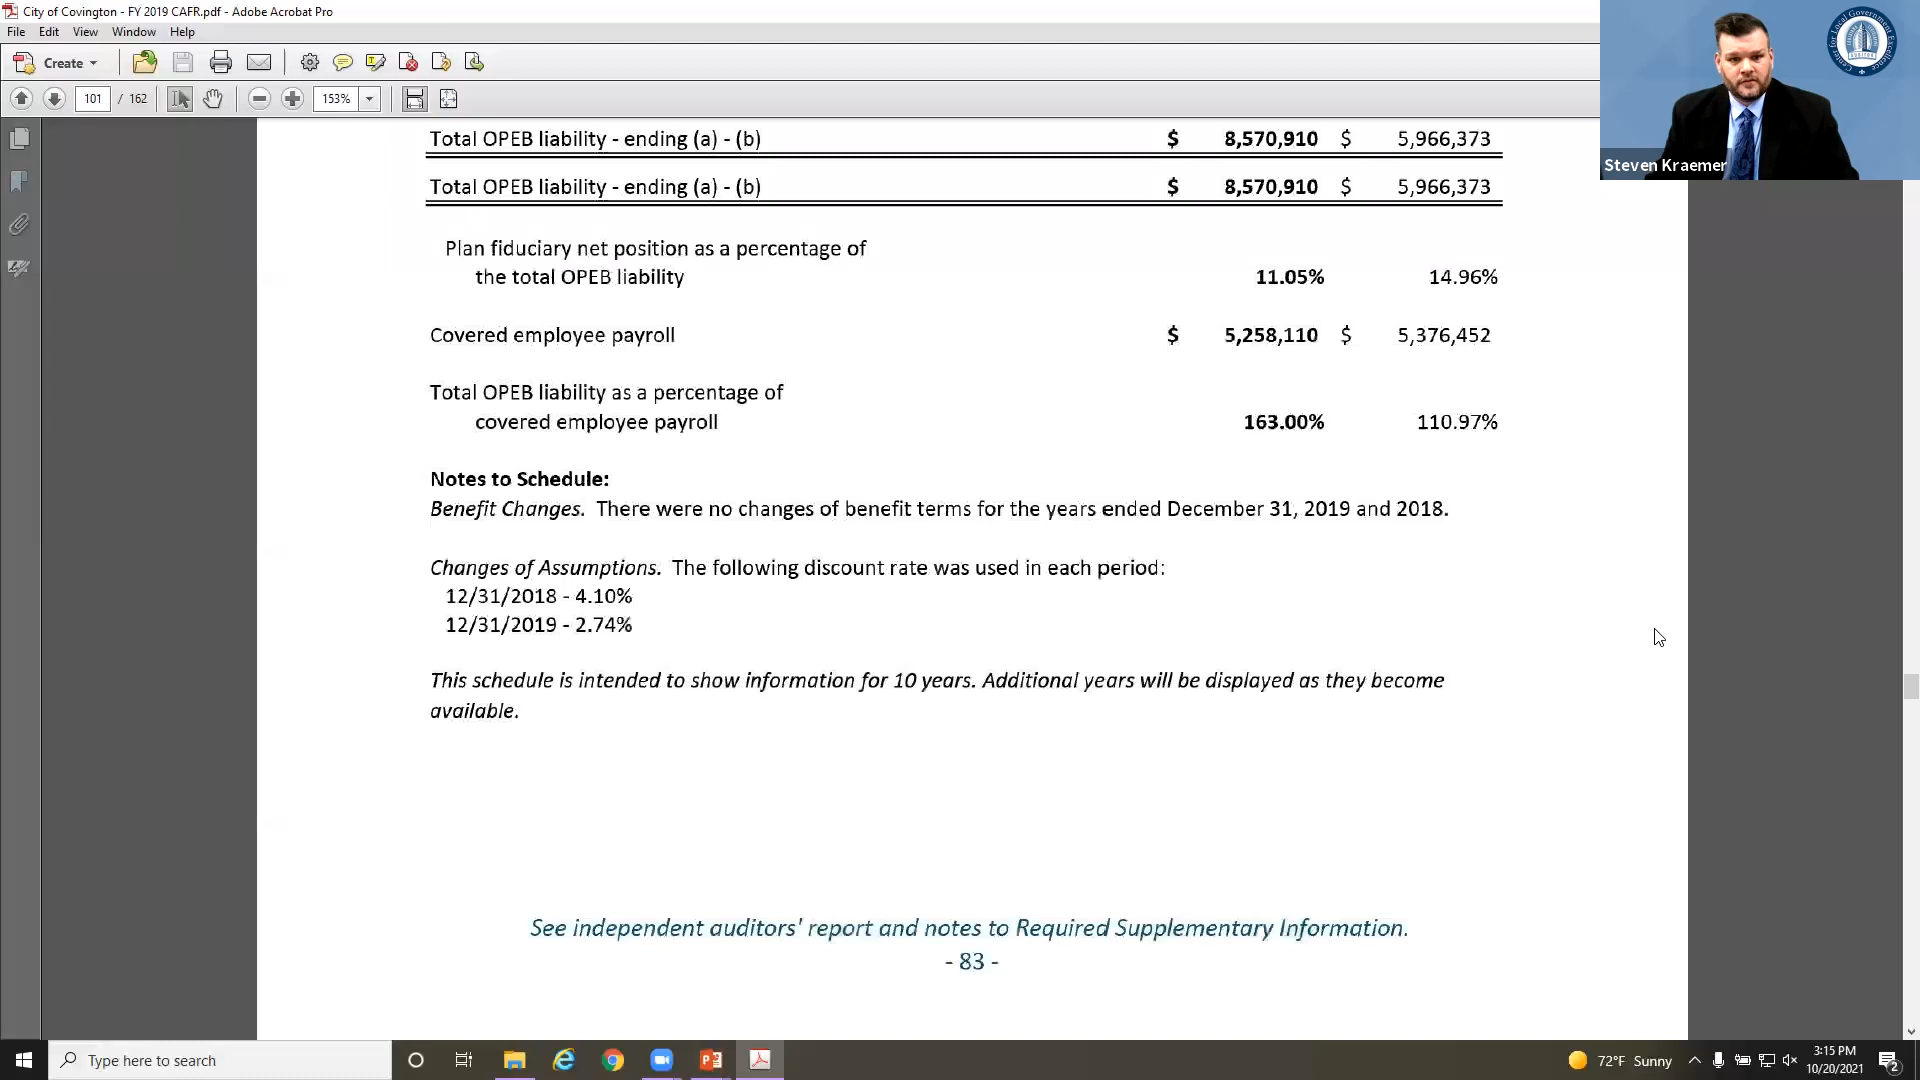 City of Covington - FY 2019 CAFR.pdf - Adobe Acrobat Pro
File Edit View Window Help
Create
101 / 162 153%
Steven Kraemer
Total OPEB liability - ending (a) - (b) $ 8,570,910 $ 5,966,373
Total OPEB liability - ending (a) - (b) $ 8,570,910 $ 5,966,373
Plan fiduciary net position as a percentage of
the total OPEB liability 11.05% 14.96%
Covered employee payroll $ 5,258,110 $ 5,376,452
Total OPEB liability as a percentage of
covered employee payroll 163.00% 110.97%
Notes to Schedule:
Benefit Changes. There were no changes of benefit terms for the years ended December 31, 2019 and 2018.
Changes of Assumptions. The following discount rate was used in each period:
12/31/2018 - 4.10%
12/31/2019 - 2.74%
This schedule is intended to show information for 10 years. Additional years will be displayed as they become
available.
See independent auditors' report and notes to Required Supplementary Information.
- 83 -
Type here to search
72°F Sunny
3:15 PM
10/20/2021
2